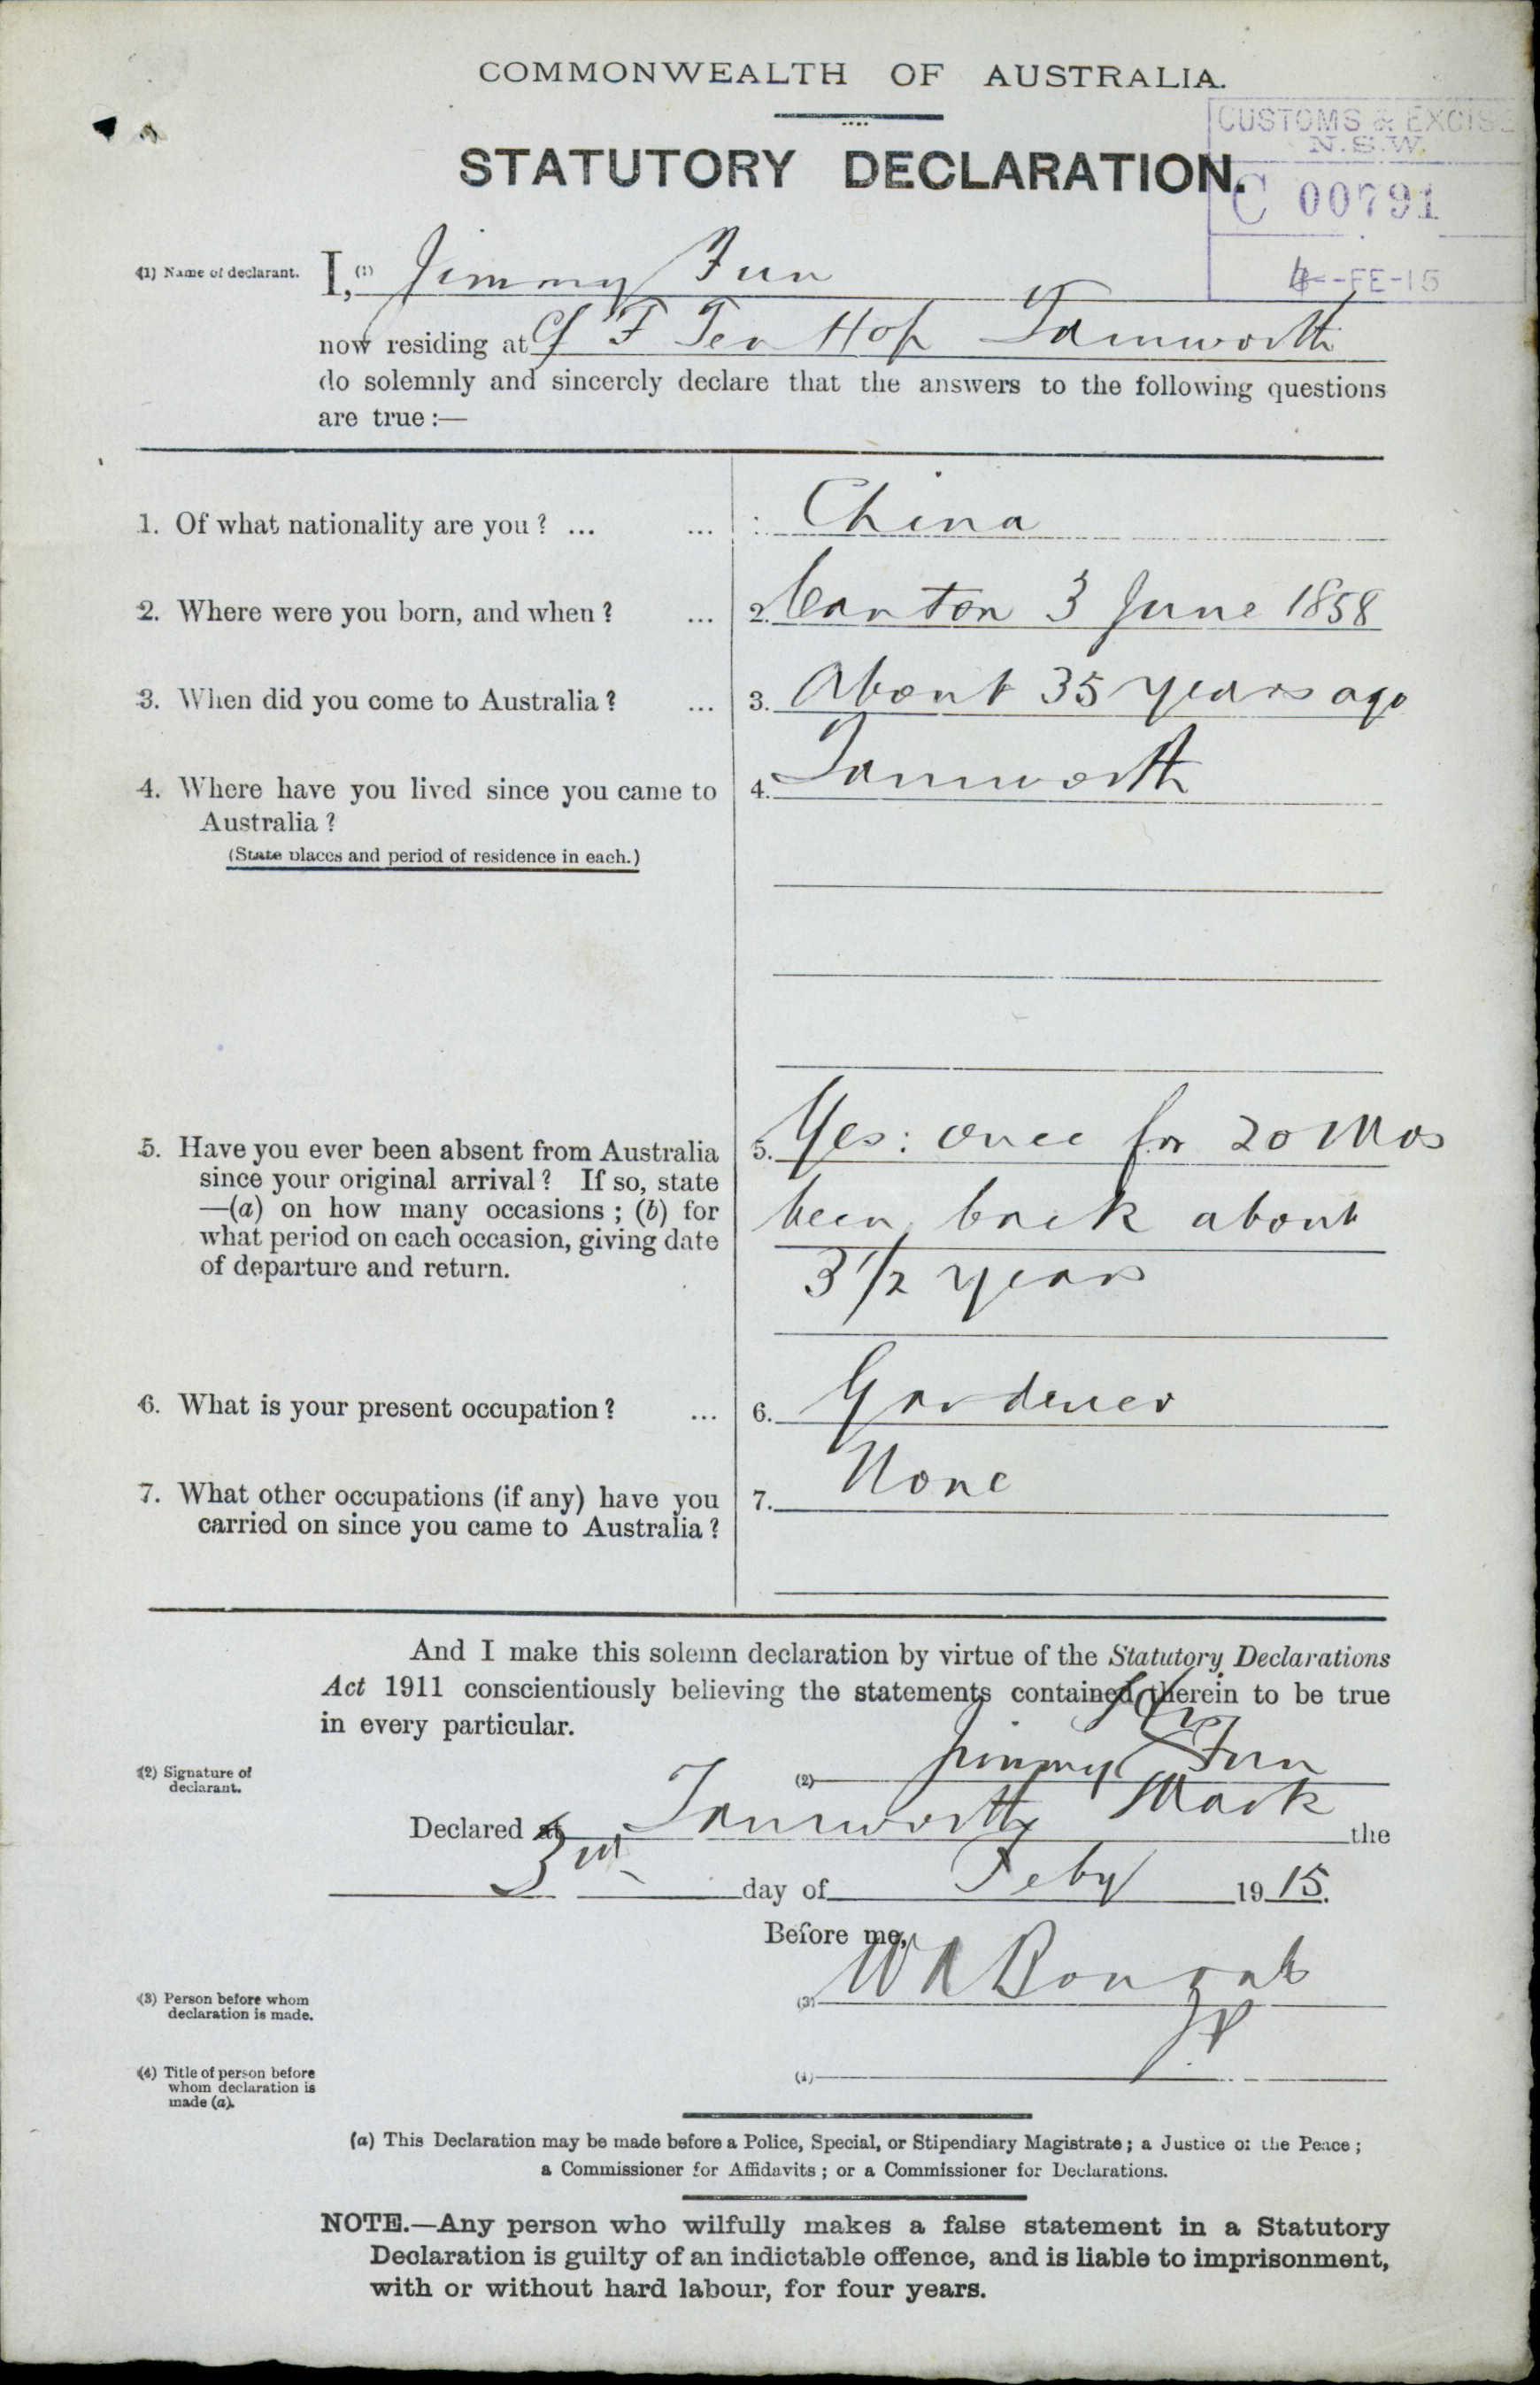 COMMONWEALTH OF AUSTRALIA.
STATUTORY DECLARATION.
CUSTOMS & EXCISE
N.S.W.
C 00791
4-FE-15
(1) Name of declarant. I, (1) Jimmy Fun
now residing at C/ F Tea Hop Tamworth
do solemnly and sincerely declare that the answers to the following questions
are true :—
1. Of what nationality are you ? ... ... : China
2. Where were you born, and when ? ... 2. Canton 3 June 1858
3. When did you come to Australia ? ... 3. About 35 years ago
4. Where have you lived since you came to 4. Tamworth
Australia ?
(State places and period of residence in each.)
5. Have you ever been absent from Australia 5. Yes: once for 20 Mos
since your original arrival ? If so, state
—(a) on how many occasions ; (b) for been back about
what period on each occasion, giving date
of departure and return. 3 1/2 years
6. What is your present occupation ? ... 6. Gardener
7. What other occupations (if any) have you 7. None
carried on since you came to Australia ?
And I make this solemn declaration by virtue of the Statutory Declarations
Act 1911 conscientiously believing the statements contained therein to be true
in every particular.
his
(2) Signature of
declarant.
(2) Jimmy X Fun
Mark
Declared at Tamworth the
3rd day of Feby 1915.
Before me,
(3) Person before whom
declaration is made.
(3) W A
JP
(4) Title of person before
whom declaration is
made (a).
(4)
(a) This Declaration may be made before a Police, Special, or Stipendiary Magistrate ; a Justice of the Peace ;
a Commissioner for Affidavits ; or a Commissioner for Declarations.
NOTE.—Any person who wilfully makes a false statement in a Statutory
Declaration is guilty of an indictable offence, and is liable to imprisonment,
with or without hard labour, for four years.